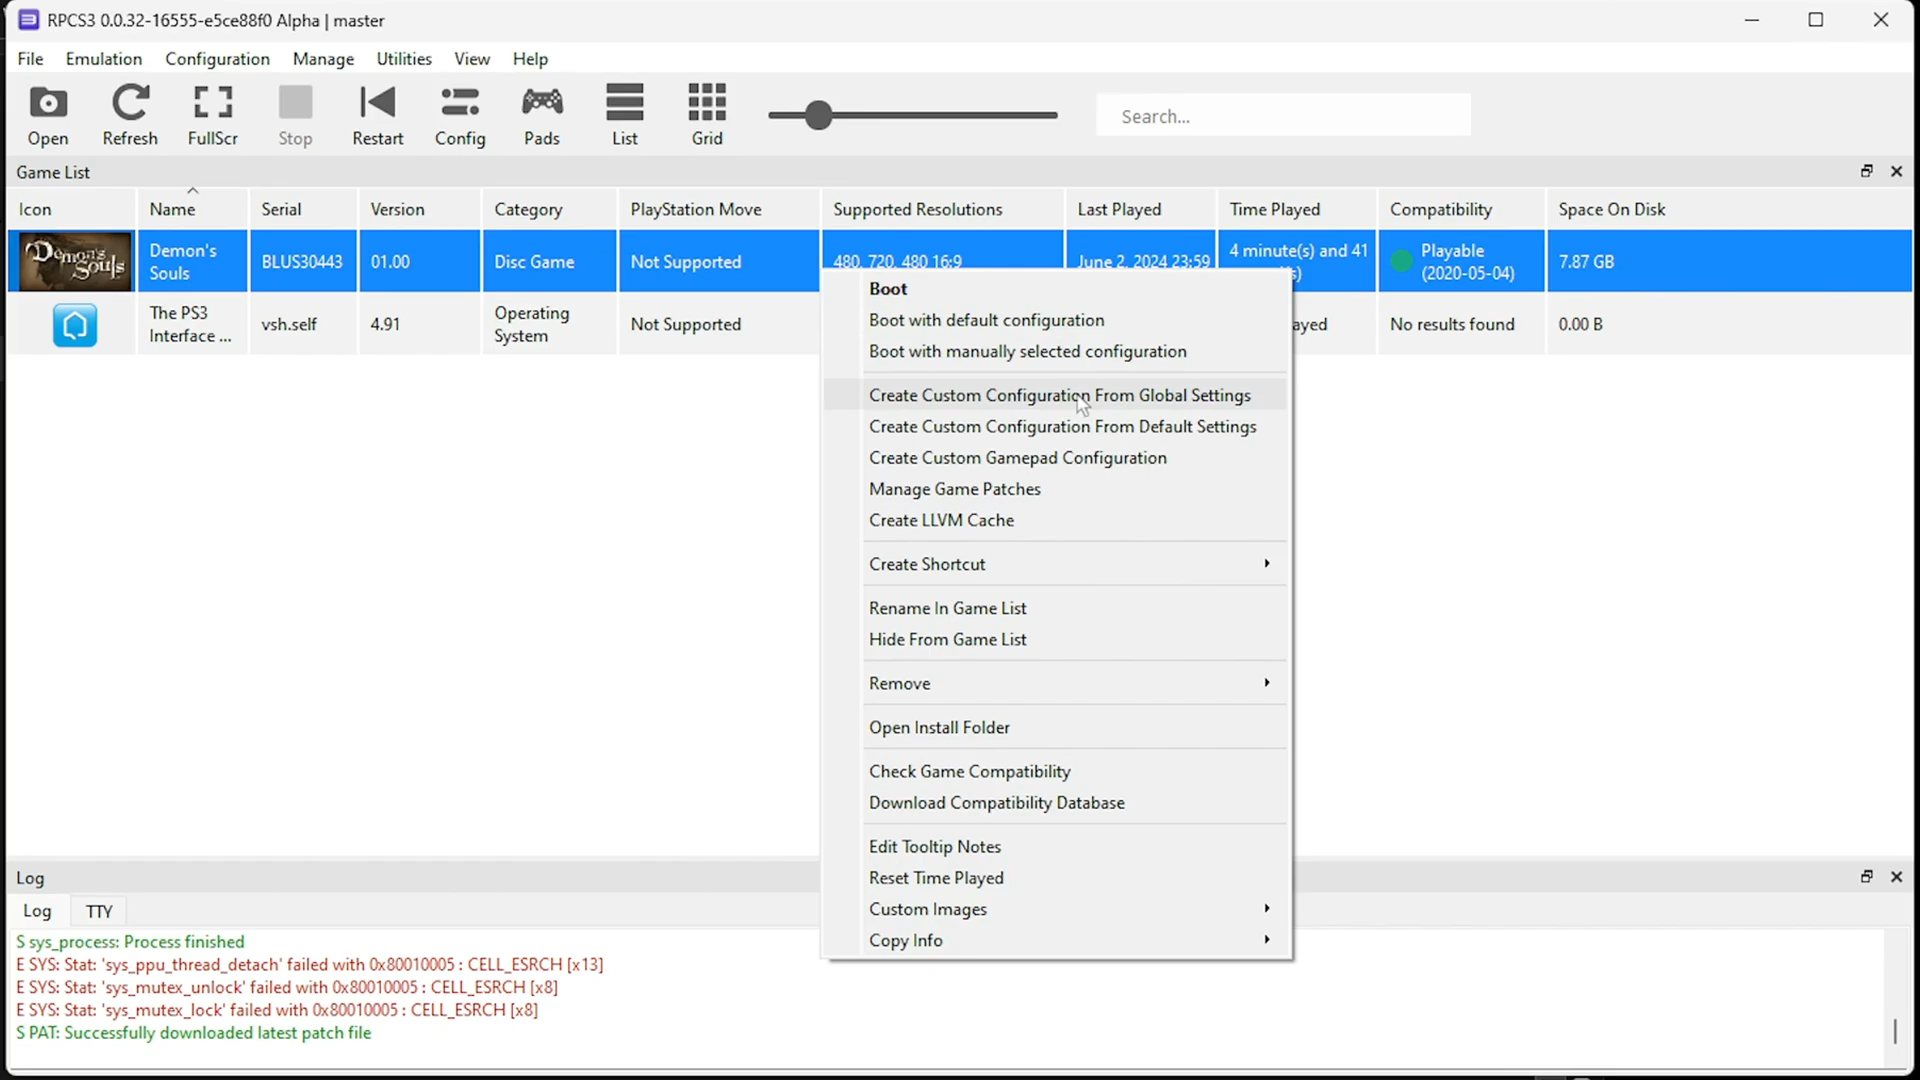 RPCS3 0.0.32-16555-e5ce88f0 Alpha | master
File Emulation Configuration Manage Utilities View Help
Open Refresh FullScr Stop Restart Config Pads List Grid Search...
Game List
Icon Name Serial Version Category PlayStation Move Supported Resolutions Last Played Time Played Compatibility Space On Disk
Demon's Souls Demon's Souls BLUS30443 01.00 Disc Game Not Supported 480, 720, 480 16:9 June 2, 2024 23:59 4 minute(s) and 41 Playable (2020-05-04) 7.87 GB
The PS3 Interface ... vsh.self 4.91 Operating System Not Supported No results found 0.00 B
Boot
Boot with default configuration
Boot with manually selected configuration
Create Custom Configuration From Global Settings
Create Custom Configuration From Default Settings
Create Custom Gamepad Configuration
Manage Game Patches
Create LLVM Cache
Create Shortcut
Rename In Game List
Hide From Game List
Remove
Open Install Folder
Check Game Compatibility
Download Compatibility Database
Edit Tooltip Notes
Reset Time Played
Custom Images
Copy Info
Log
Log TTY
S sys_process: Process finished
E SYS: Stat: 'sys_ppu_thread_detach' failed with 0x80010005 : CELL_ESRCH [x13]
E SYS: Stat: 'sys_mutex_unlock' failed with 0x80010005 : CELL_ESRCH [x8]
E SYS: Stat: 'sys_mutex_lock' failed with 0x80010005 : CELL_ESRCH [x8]
S PAT: Successfully downloaded latest patch file